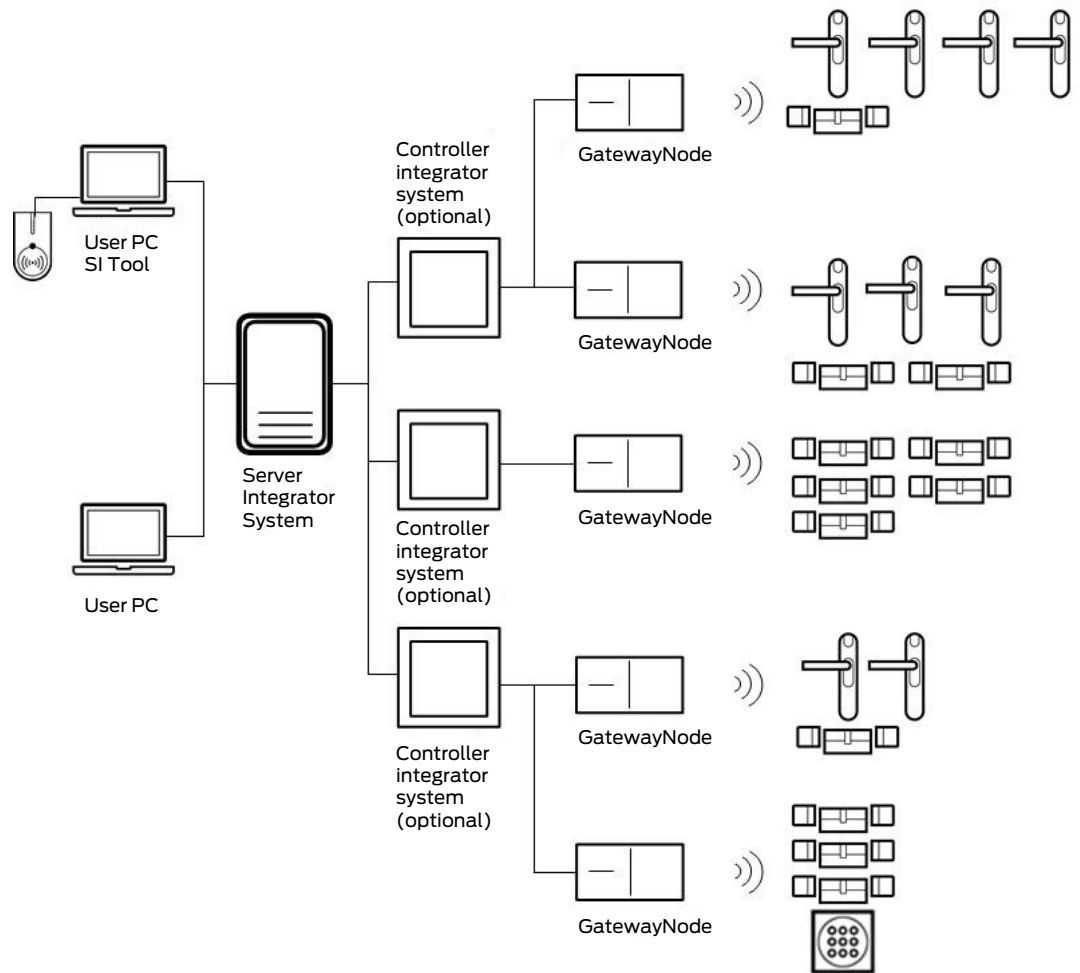 User PC
SI Tool
User PC
Server
Integrator
System
Controller
integrator
system
(optional)
Controller
integrator
system
(optional)
Controller
integrator
system
(optional)
GatewayNode
GatewayNode
GatewayNode
GatewayNode
GatewayNode